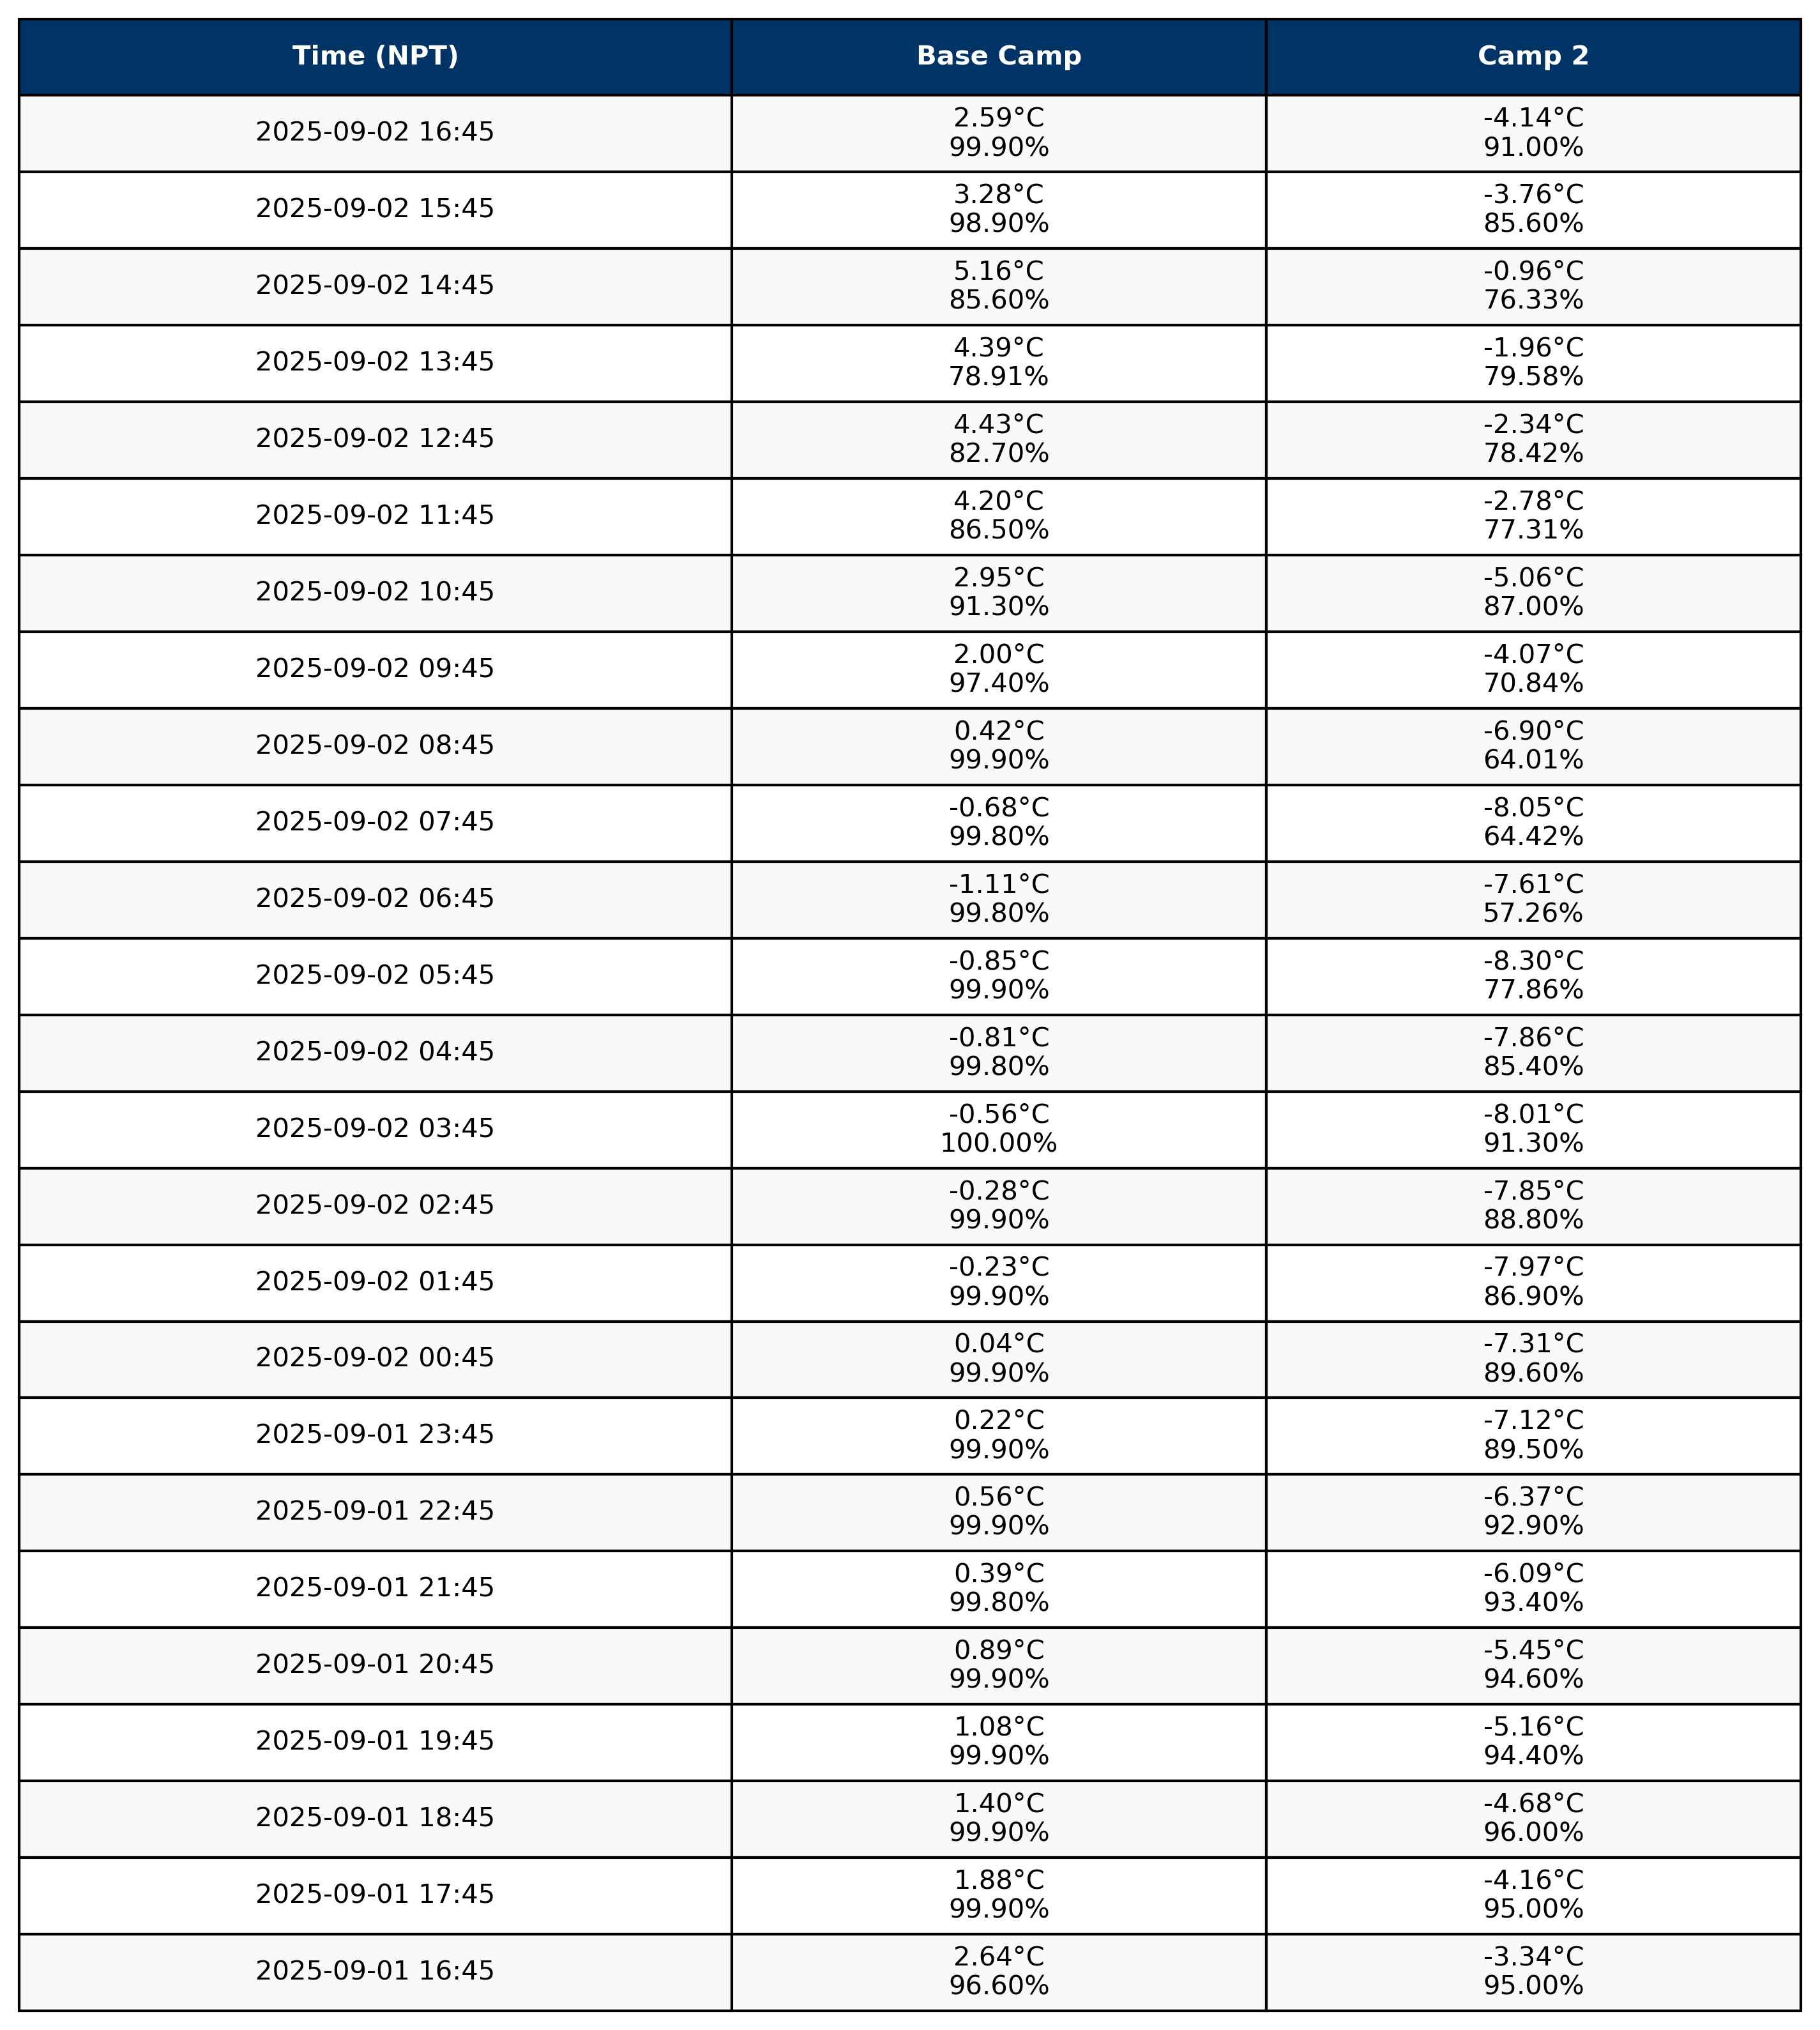 Time (NPT) Base Camp Camp 2
2025-09-02 16:45
2.59°C
99.90%
-4.14°C
91.00%
2025-09-02 15:45
3.28°C
98.90%
-3.76°C
85.60%
2025-09-02 14:45
5.16°C
85.60%
-0.96°C
76.33%
2025-09-02 13:45
4.39°C
78.91%
-1.96°C
79.58%
2025-09-02 12:45
4.43°C
82.70%
-2.34°C
78.42%
2025-09-02 11:45
4.20°C
86.50%
-2.78°C
77.31%
2025-09-02 10:45
2.95°C
91.30%
-5.06°C
87.00%
2025-09-02 09:45
2.00°C
97.40%
-4.07°C
70.84%
2025-09-02 08:45
0.42°C
99.90%
-6.90°C
64.01%
2025-09-02 07:45
-0.68°C
99.80%
-8.05°C
64.42%
2025-09-02 06:45
-1.11°C
99.80%
-7.61°C
57.26%
2025-09-02 05:45
-0.85°C
99.90%
-8.30°C
77.86%
2025-09-02 04:45
-0.81°C
99.80%
-7.86°C
85.40%
2025-09-02 03:45
-0.56°C
100.00%
-8.01°C
91.30%
2025-09-02 02:45
-0.28°C
99.90%
-7.85°C
88.80%
2025-09-02 01:45
-0.23°C
99.90%
-7.97°C
86.90%
2025-09-02 00:45
0.04°C
99.90%
-7.31°C
89.60%
2025-09-01 23:45
0.22°C
99.90%
-7.12°C
89.50%
2025-09-01 22:45
0.56°C
99.90%
-6.37°C
92.90%
2025-09-01 21:45
0.39°C
99.80%
-6.09°C
93.40%
2025-09-01 20:45
0.89°C
99.90%
-5.45°C
94.60%
2025-09-01 19:45
1.08°C
99.90%
-5.16°C
94.40%
2025-09-01 18:45
1.40°C
99.90%
-4.68°C
96.00%
2025-09-01 17:45
1.88°C
99.90%
-4.16°C
95.00%
2025-09-01 16:45
2.64°C
96.60%
-3.34°C
95.00%